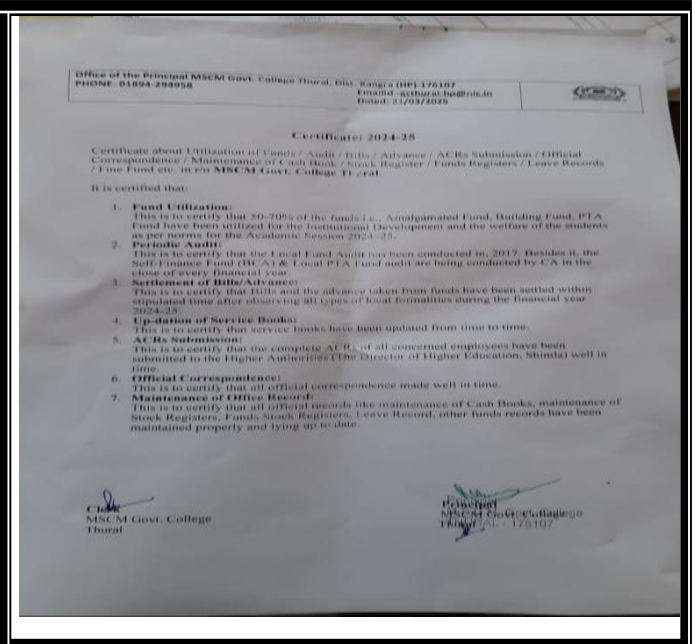 Office of the Principal MSCM Govt. College Thural, Dist. Kangra (HP)-176107
PHONE- 01894-294958
Emailid.-gcthural-hp@nic.in
Dated: 21/03/2025
Certificate: 2024-25
Certificate about Utilization of Funds / Audit / Bills / Advance / ACRs Submission / Official
Correspondence / Maintenance of Cash Book / Stock Register / Funds Registers / Leave Records
/ Fine Fund etc. in r/o MSCM Govt. College Thural.
It is certified that:
1. Fund Utilization:
This is to certify that 50-70% of the funds i.e., Amalgamated Fund, Building Fund, PTA
Fund have been utilized for the Institutional Development and the welfare of the students
as per norms for the Academic Session 2024-25.
2. Periodic Audit:
This is to certify that the Local Fund Audit has been conducted in, 2017. Besides it, the
Self-Finance Fund (BCA) & Local PTA Fund audit are being conducted by CA in the
close of every financial year.
3. Settlement of Bills/Advance:
This is to certify that Bills and the advance taken from funds have been settled within
stipulated time after observing all types of local formalities during the financial year
2024-25.
4. Up-dation of Service Books:
This is to certify that service books have been updated from time to time.
5. ACRs Submission:
This is to certify that the complete ACRs of all concerned employees have been
submitted to the Higher Authorities (The Director of Higher Education, Shimla) well in
time.
6. Official Correspondence:
This is to certify that all official correspondence made well in time.
7. Maintenance of Office Record:
This is to certify that all official records like maintenance of Cash Books, maintenance of
Stock Registers, Funds Stock Registers, Leave Record, other funds records have been
maintained properly and lying up to date.
Clerk
MSCM Govt. College
Thural
Principal
MSCM Govt. College
Thural - 176107